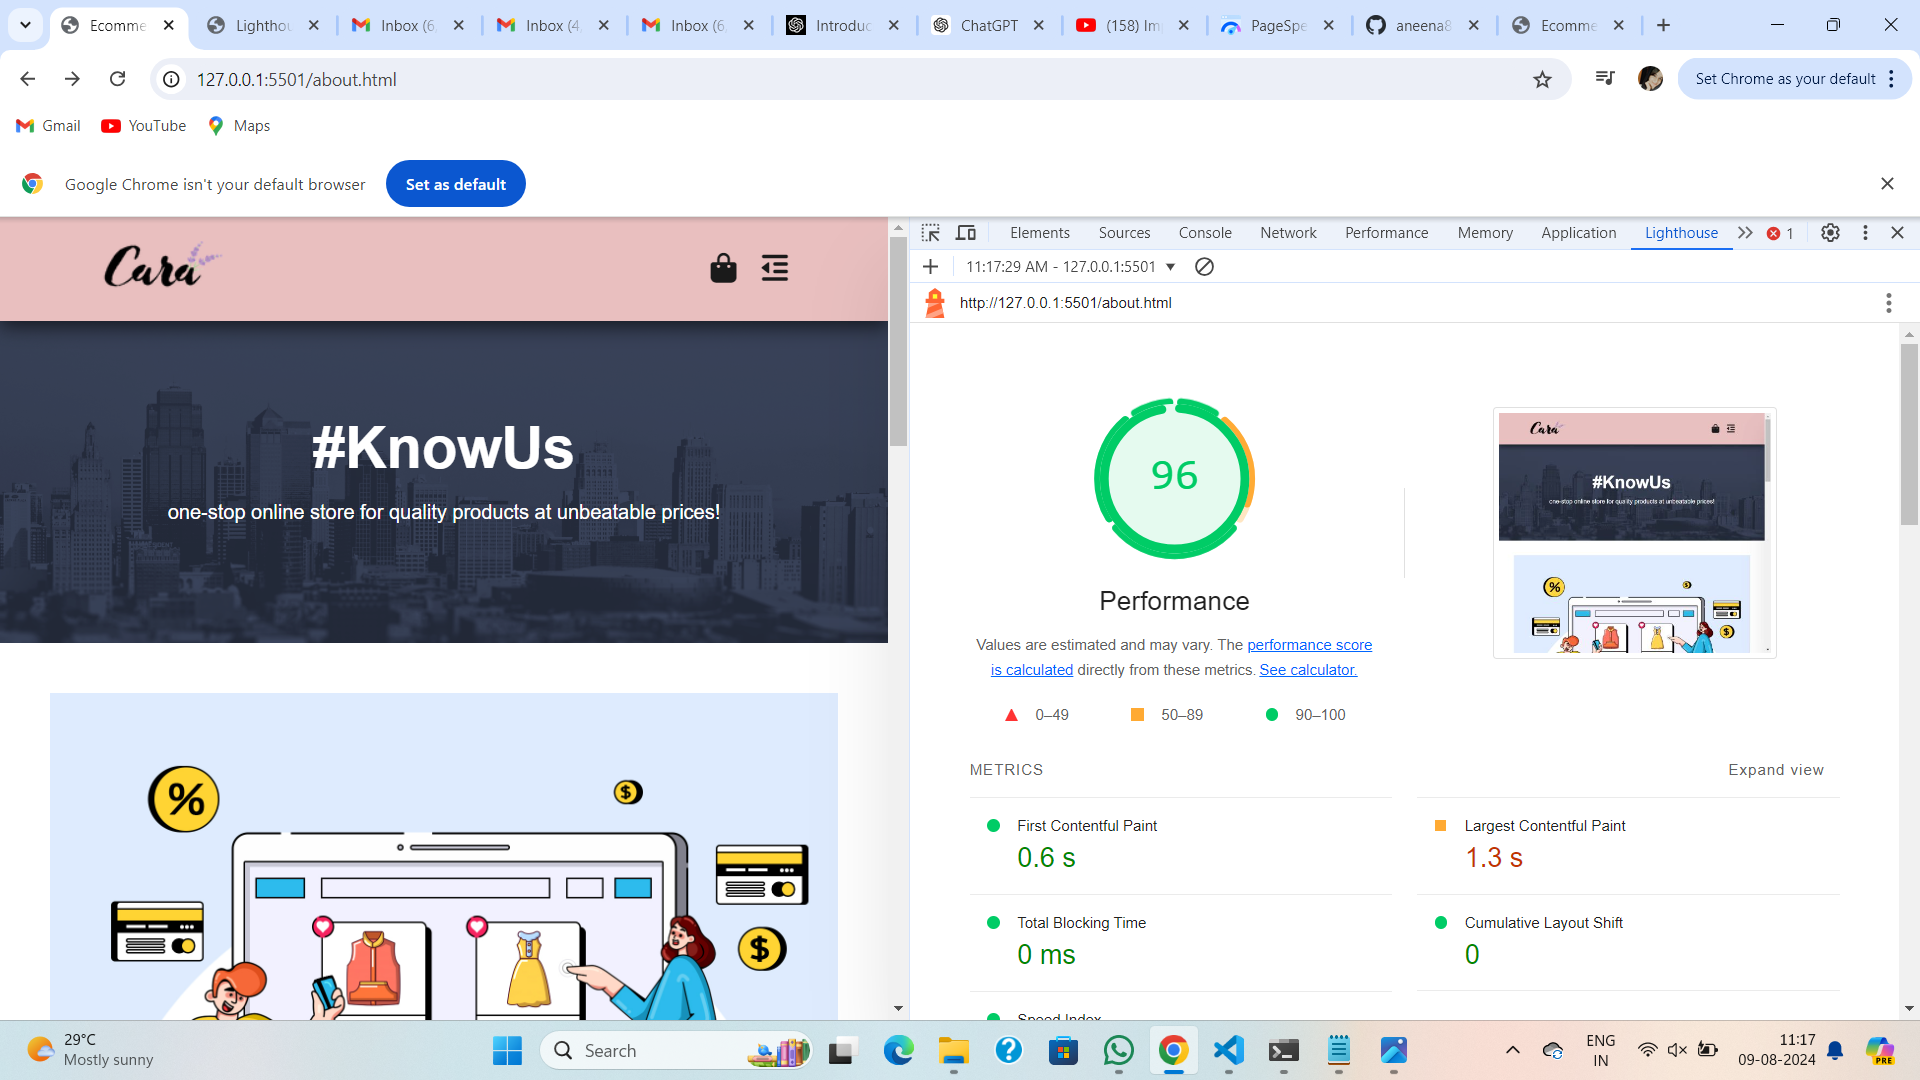 Ecomme
Lighthou
Inbox (6,
Inbox (4,
Inbox (6
Introduc
ChatGPT
(158) Im
PageSpe
aneena8
Ecomme
127.0.0.1:5501/about.html
Set Chrome as your default
Gmail
YouTube
Maps
Google Chrome isn't your default browser
Set as default
Elements
Sources
Console
Network
Performance
Memory
Application
Lighthouse
1
11:17:29 AM - 127.0.0.1:5501
http://127.0.0.1:5501/about.html
Cara
#KnowUs
one-stop online store for quality products at unbeatable prices!
%
$
$
96
Performance
Values are estimated and may vary. The performance score
is calculated directly from these metrics. See calculator.
0–49
50–89
90–100
Cara
#KnowUs
one-stop online store for quality products at unbeatable prices!
%
$
$
METRICS
Expand view
First Contentful Paint
0.6 s
Largest Contentful Paint
1.3 s
Total Blocking Time
0 ms
Cumulative Layout Shift
0
Speed Index
29°C
Mostly sunny
Search
ENG
IN
11:17
09-08-2024
PRE